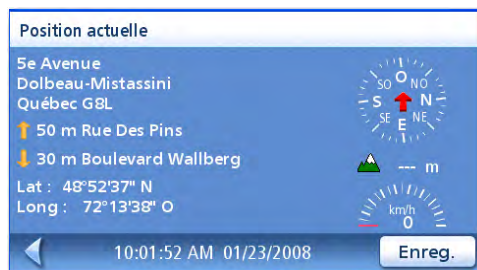 Position actuelle
5e Avenue
Dolbeau-Mistassini
Québec G8L
50 m Rue Des Pins
30 m Boulevard Wallberg
Lat : 48°52'37" N
Long : 72°13'38" O
O
SO NO
S N
SE NE
E
--- m
km/h
0
10:01:52 AM 01/23/2008
Enreg.